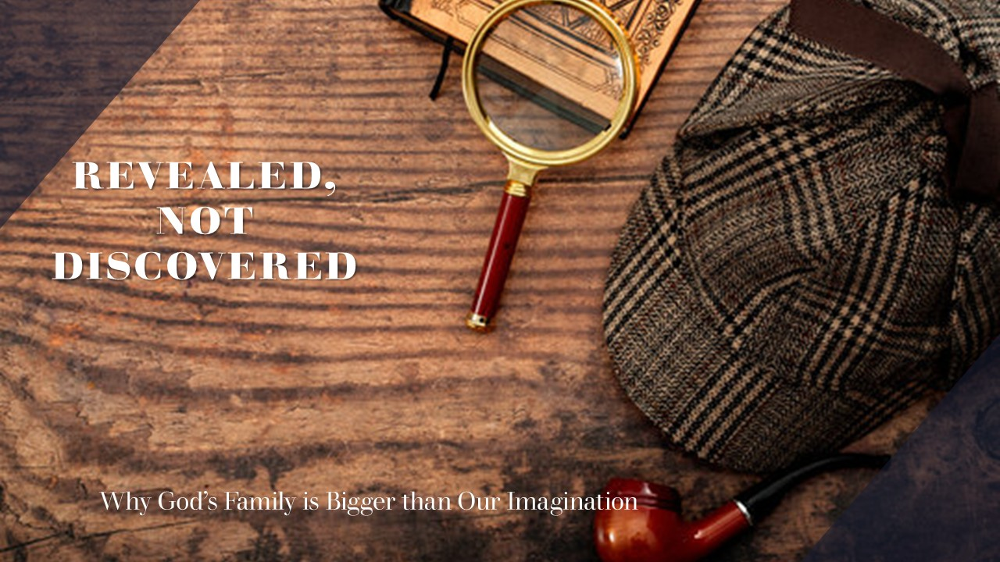 REVEALED,
NOT
DISCOVERED
Why God’s Family is Bigger than Our Imagination